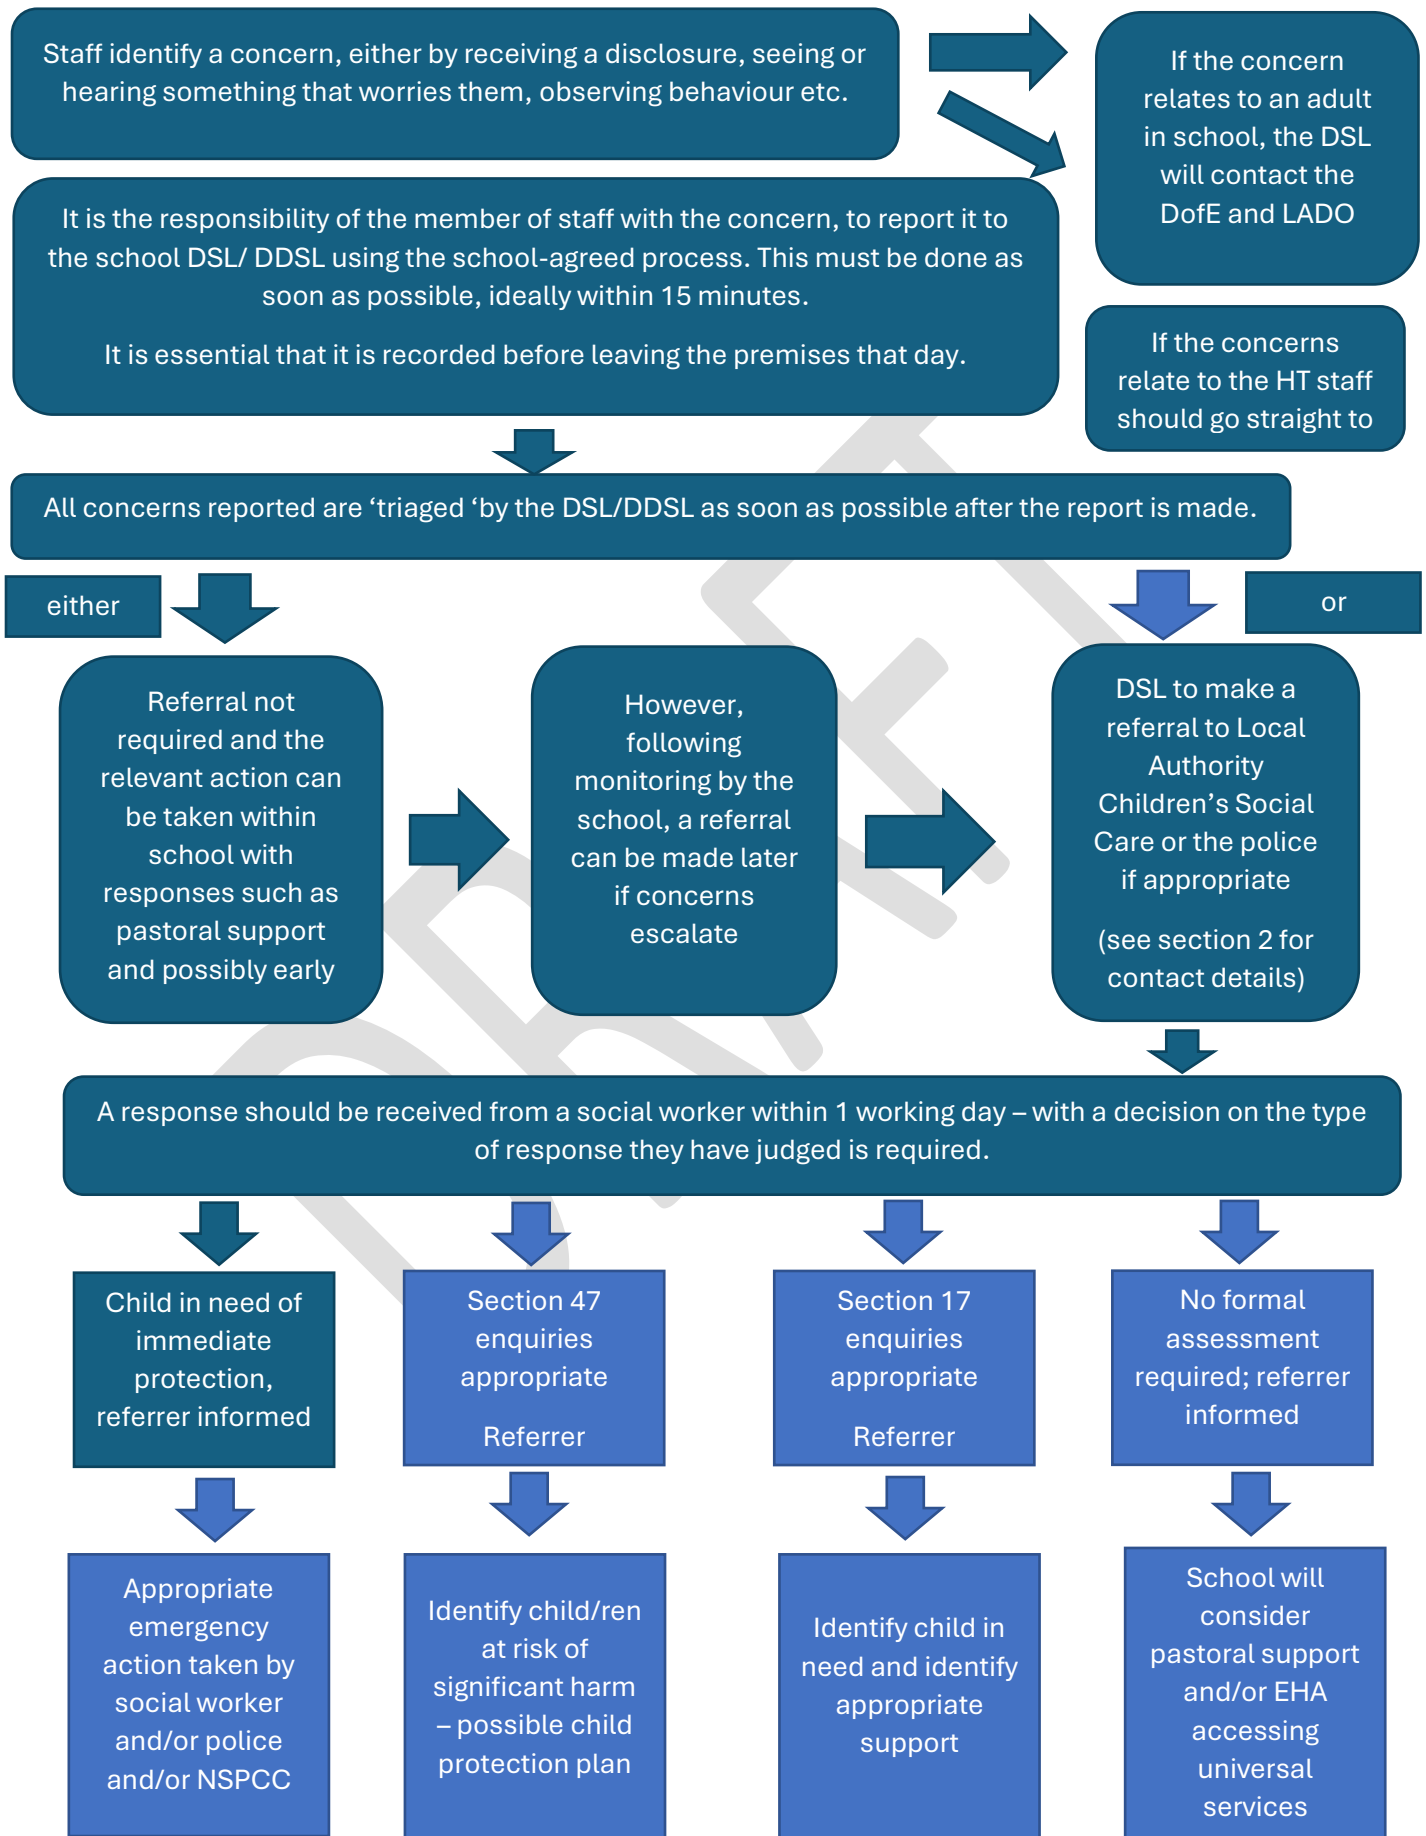 Staff identify a concern, either by receiving a disclosure, seeing or
hearing something that worries them, observing behaviour etc.
If the concern
relates to an adult
in school, the DSL
will contact the
DofE and LADO
It is the responsibility of the member of staff with the concern, to report it to
the school DSL/ DDSL using the school-agreed process. This must be done as
soon as possible, ideally within 15 minutes.
It is essential that it is recorded before leaving the premises that day.
If the concerns
relate to the HT staff
should go straight to
All concerns reported are ‘triaged ‘by the DSL/DDSL as soon as possible after the report is made.
either
or
Referral not
required and the
relevant action can
be taken within
school with
responses such as
pastoral support
and possibly early
However,
following
monitoring by the
school, a referral
can be made later
if concerns
escalate
DSL to make a
referral to Local
Authority
Children’s Social
Care or the police
if appropriate
(see section 2 for
contact details)
A response should be received from a social worker within 1 working day – with a decision on the type
of response they have judged is required.
Child in need of
immediate
protection,
referrer informed
Section 47
enquiries
appropriate
Referrer
Section 17
enquiries
appropriate
Referrer
No formal
assessment
required; referrer
informed
Appropriate
emergency
action taken by
social worker
and/or police
and/or NSPCC
Identify child/ren
at risk of
significant harm
– possible child
protection plan
Identify child in
need and identify
appropriate
support
School will
consider
pastoral support
and/or EHA
accessing
universal
services
DRAFT